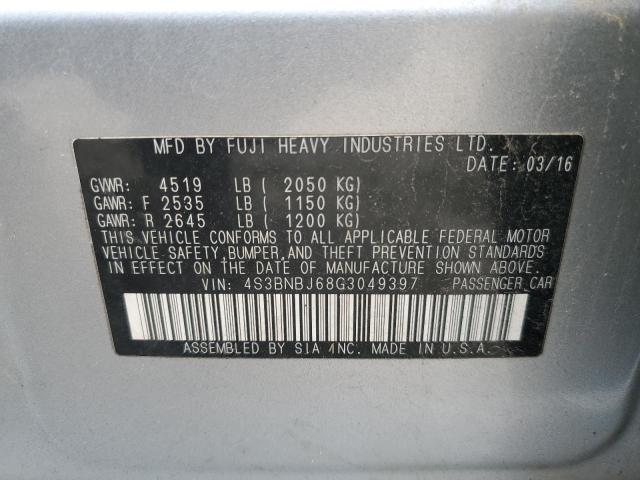 MFD BY FUJI HEAVY INDUSTRIES LTD.
DATE: 03/16
GVWR: 4519 LB ( 2050 KG)
GAWR: F 2535 LB ( 1150 KG)
GAWR: R 2645 LB ( 1200 KG)
THIS VEHICLE CONFORMS TO ALL APPLICABLE FEDERAL MOTOR
VEHICLE SAFETY, BUMPER, AND THEFT PREVENTION STANDARDS
IN EFFECT ON THE DATE OF MANUFACTURE SHOWN ABOVE.
VIN: 4S3BNBJ68G3049397 PASSENGER CAR
ASSEMBLED BY SIA INC. MADE IN U.S.A.